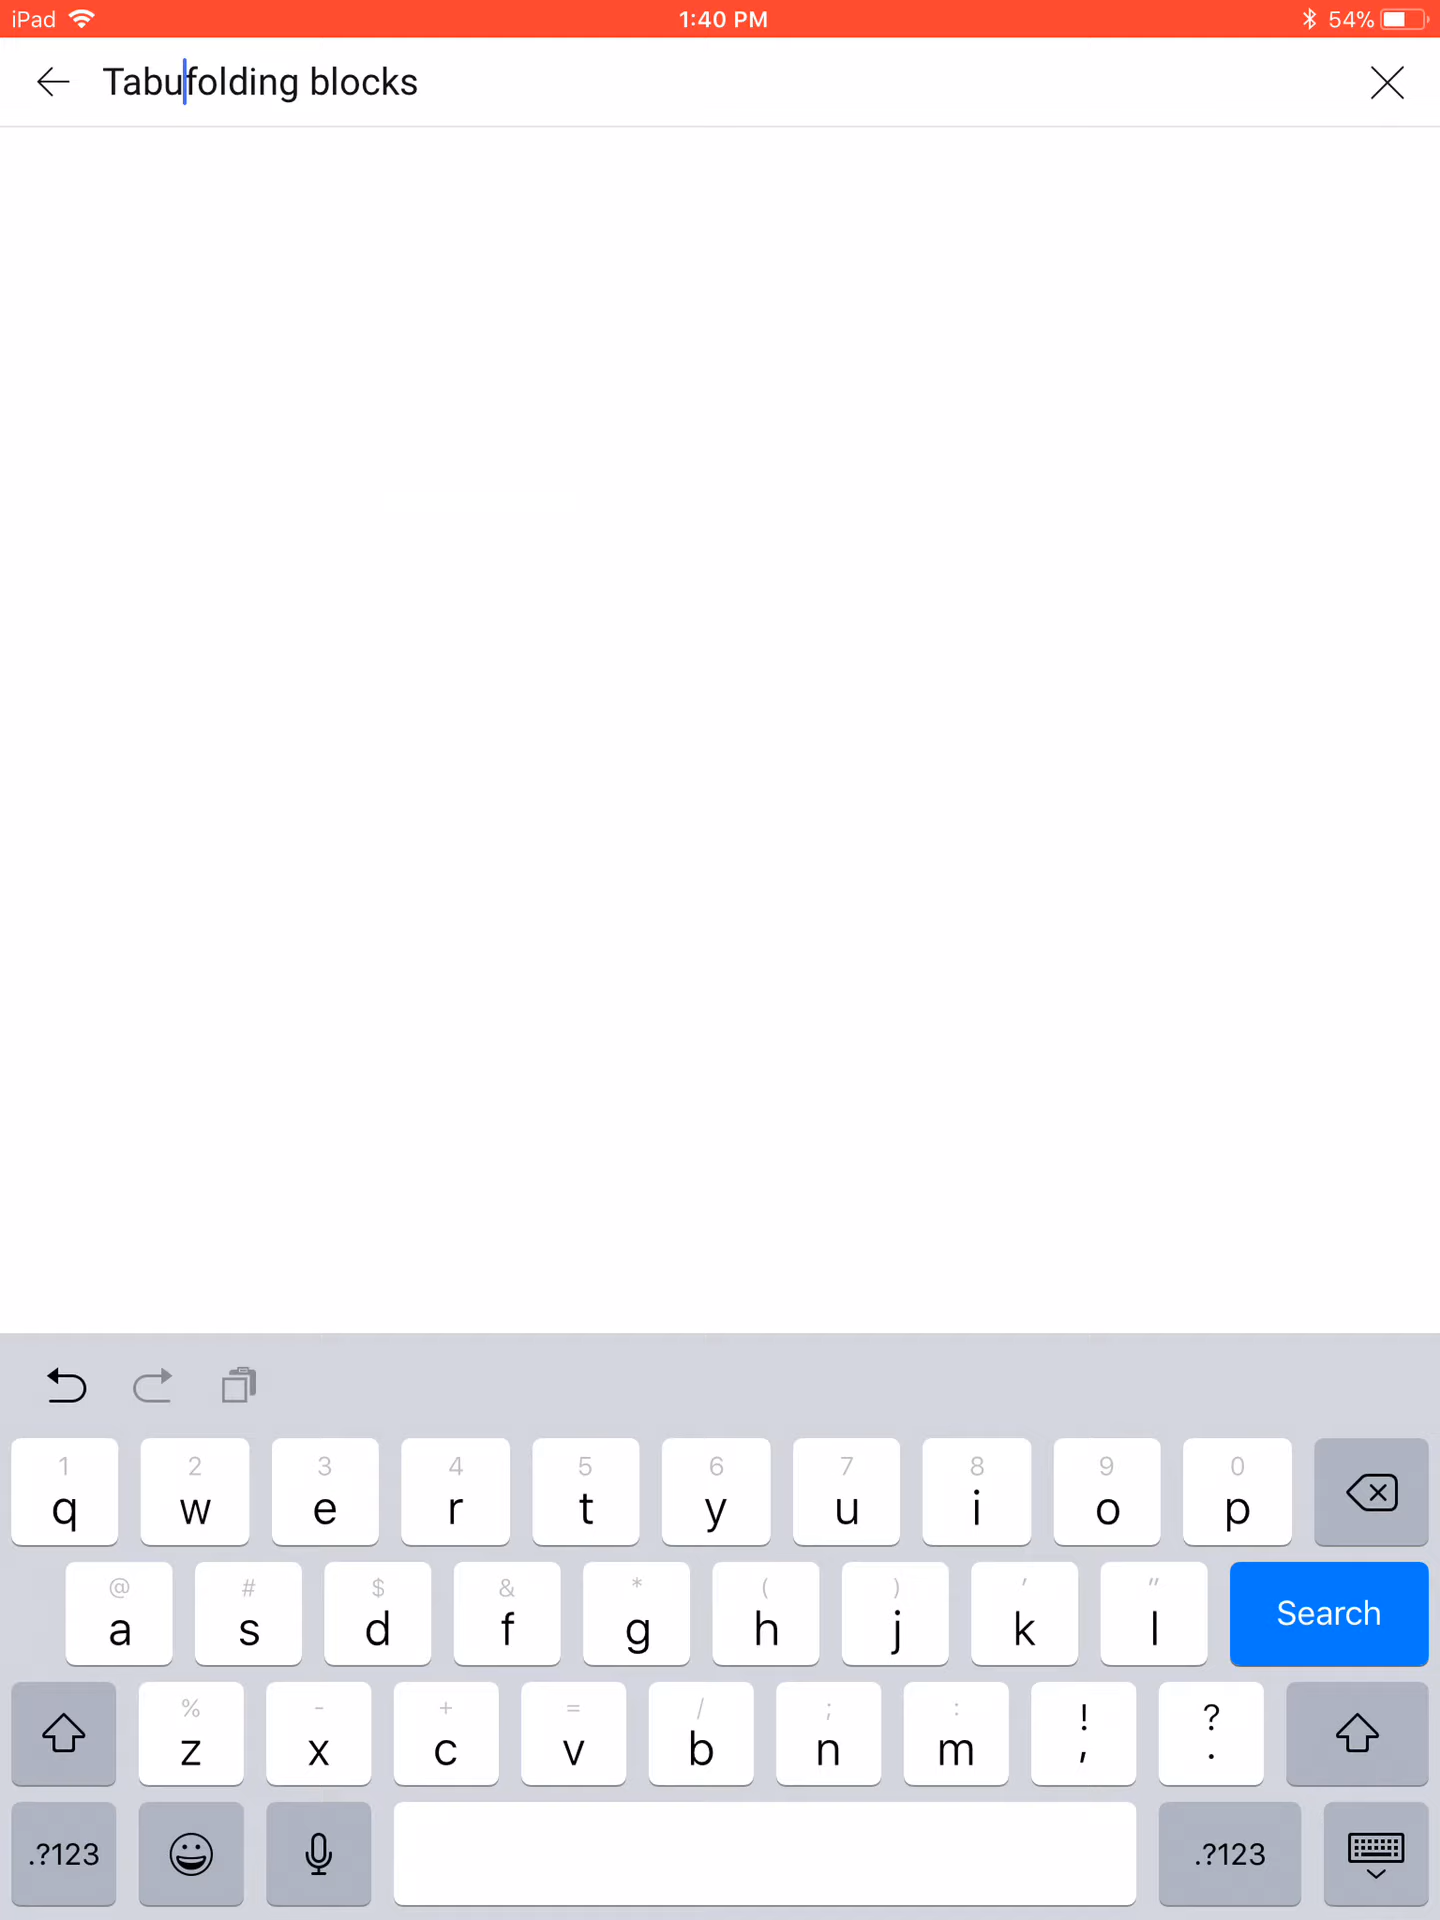 iPad 1:40 PM 54%
Tabufolding blocks
1 2 3 4 5 6 7 8 9 0
q w e r t y u i o p
@ # $ & * ( ) ' "
a s d f g h j k l Search
% - + = / ; : ! ?
z x c v b n m , .
.?123 .?123